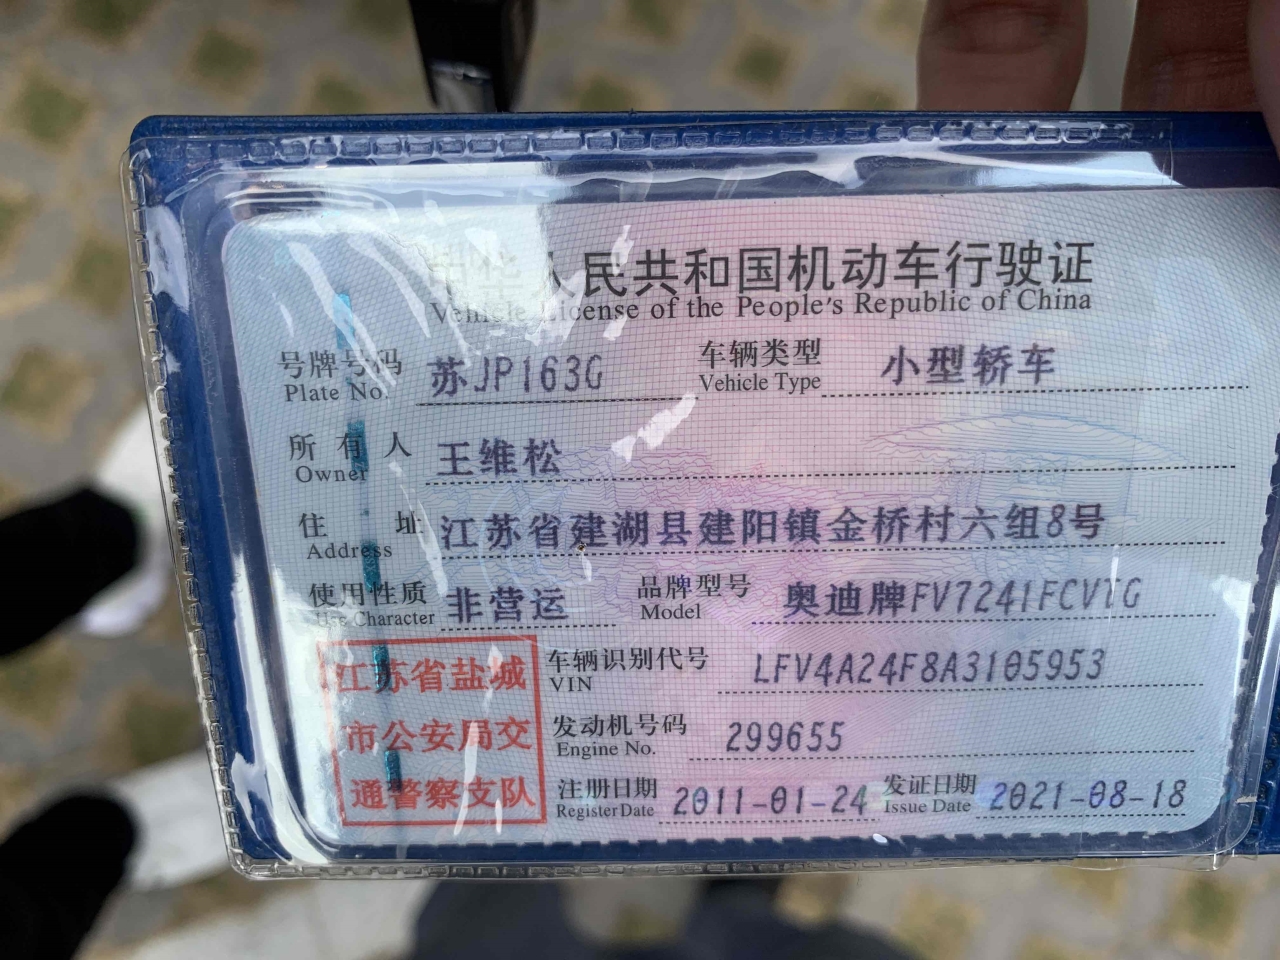 中华人民共和国机动车行驶证
Vehicle License of the People's Republic of China
号牌号码 苏JP163G 车辆类型 小型轿车
Plate No. Vehicle Type
所有人 王维松
Owner
住址 江苏省建湖县建阳镇金桥村六组8号
Address
使用性质 非营运 品牌型号 奥迪牌FV7241FCVTG
Use Character Model
车辆识别代号 LFV4A24F8A3105953
VIN
发动机号码 299655
Engine No.
注册日期 2011-01-24 发证日期 2021-08-18
Register Date Issue Date
江苏省盐城
市公安局交
通警察支队